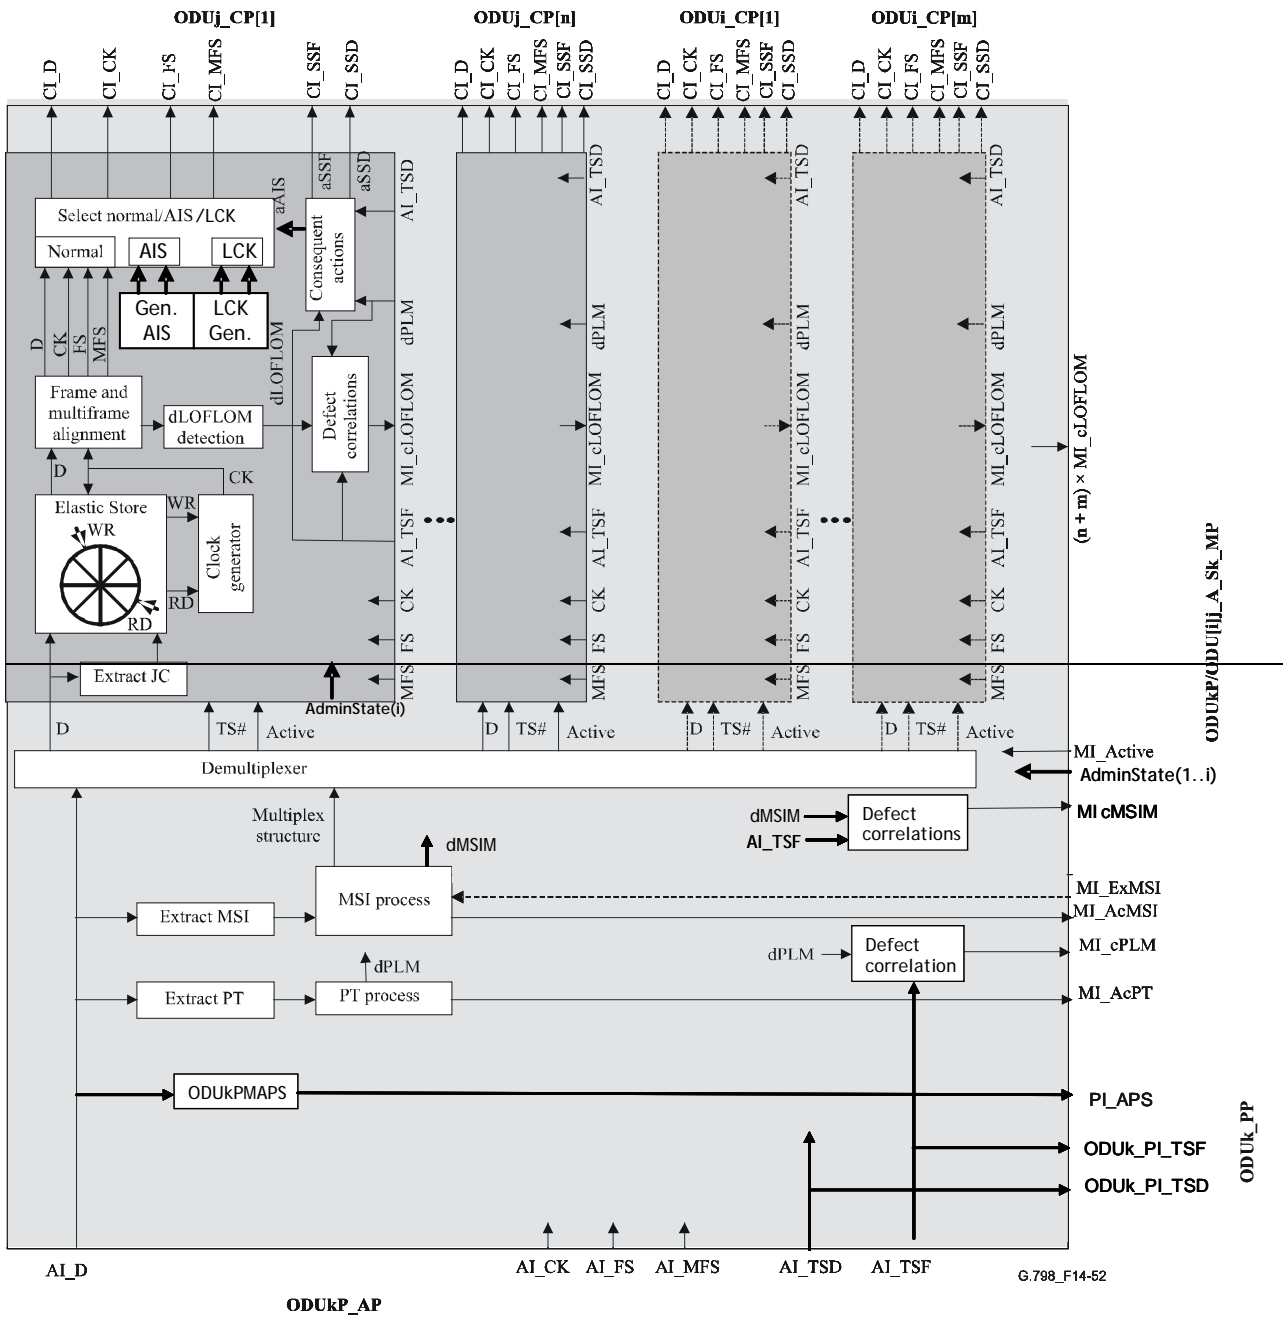 ODUj_CP[1]
ODUj_CP[n]
ODUi_CP[1]
ODUi_CP[m]
CI_D
CI_CK
CI_FS
CI_MFS
CI_SSF
CI_SSD
CI_D
CI_CK
CI_FS
CI_MFS
CI_SSF
CI_SSD
CI_D
CI_CK
CI_FS
CI_MFS
CI_SSF
CI_SSD
CI_D
CI_CK
CI_FS
CI_MFS
CI_SSF
CI_SSD
aSSF
aSSD
AI_TSD
AI_TSD
AI_TSD
AI_TSD
aAIS
Select normal/AIS/LCK
Normal
AIS
LCK
Consequent
actions
Gen.
AIS
LCK
Gen.
D
CK
FS
MFS
dLOFLOM
dPLM
dPLM
dPLM
dPLM
Frame and
multiframe
alignment
dLOFLOM
detection
Defect
correlations
MI_cLOFLOM
MI_cLOFLOM
MI_cLOFLOM
MI_cLOFLOM
(n + m) × MI_cLOFLOM
D
CK
Elastic Store
WR
WR
Clock
generator
RD
RD
AI_TSF
AI_TSF
AI_TSF
AI_TSF
CK
CK
CK
CK
FS
FS
FS
FS
MFS
MFS
MFS
MFS
ODUkP/ODU[i]j_A_Sk_MP
Extract JC
AdminState(i)
D
TS#
Active
D
TS#
Active
D
TS#
Active
D
TS#
Active
Demultiplexer
MI_Active
AdminState(1..i)
Multiplex
structure
dMSIM
AI_TSF
Defect
correlations
MI cMSIM
dMSIM
MSI process
MI_ExMSI
Extract MSI
MI_AcMSI
dPLM
Defect
correlation
MI_cPLM
dPLM
Extract PT
PT process
MI_AcPT
ODUkPMAPS
PI_APS
ODUk_PI_TSF
ODUk_PI_TSD
ODUk_PP
AI_D
AI_CK
AI_FS
AI_MFS
AI_TSD
AI_TSF
G.798_F14-52
ODUkP_AP